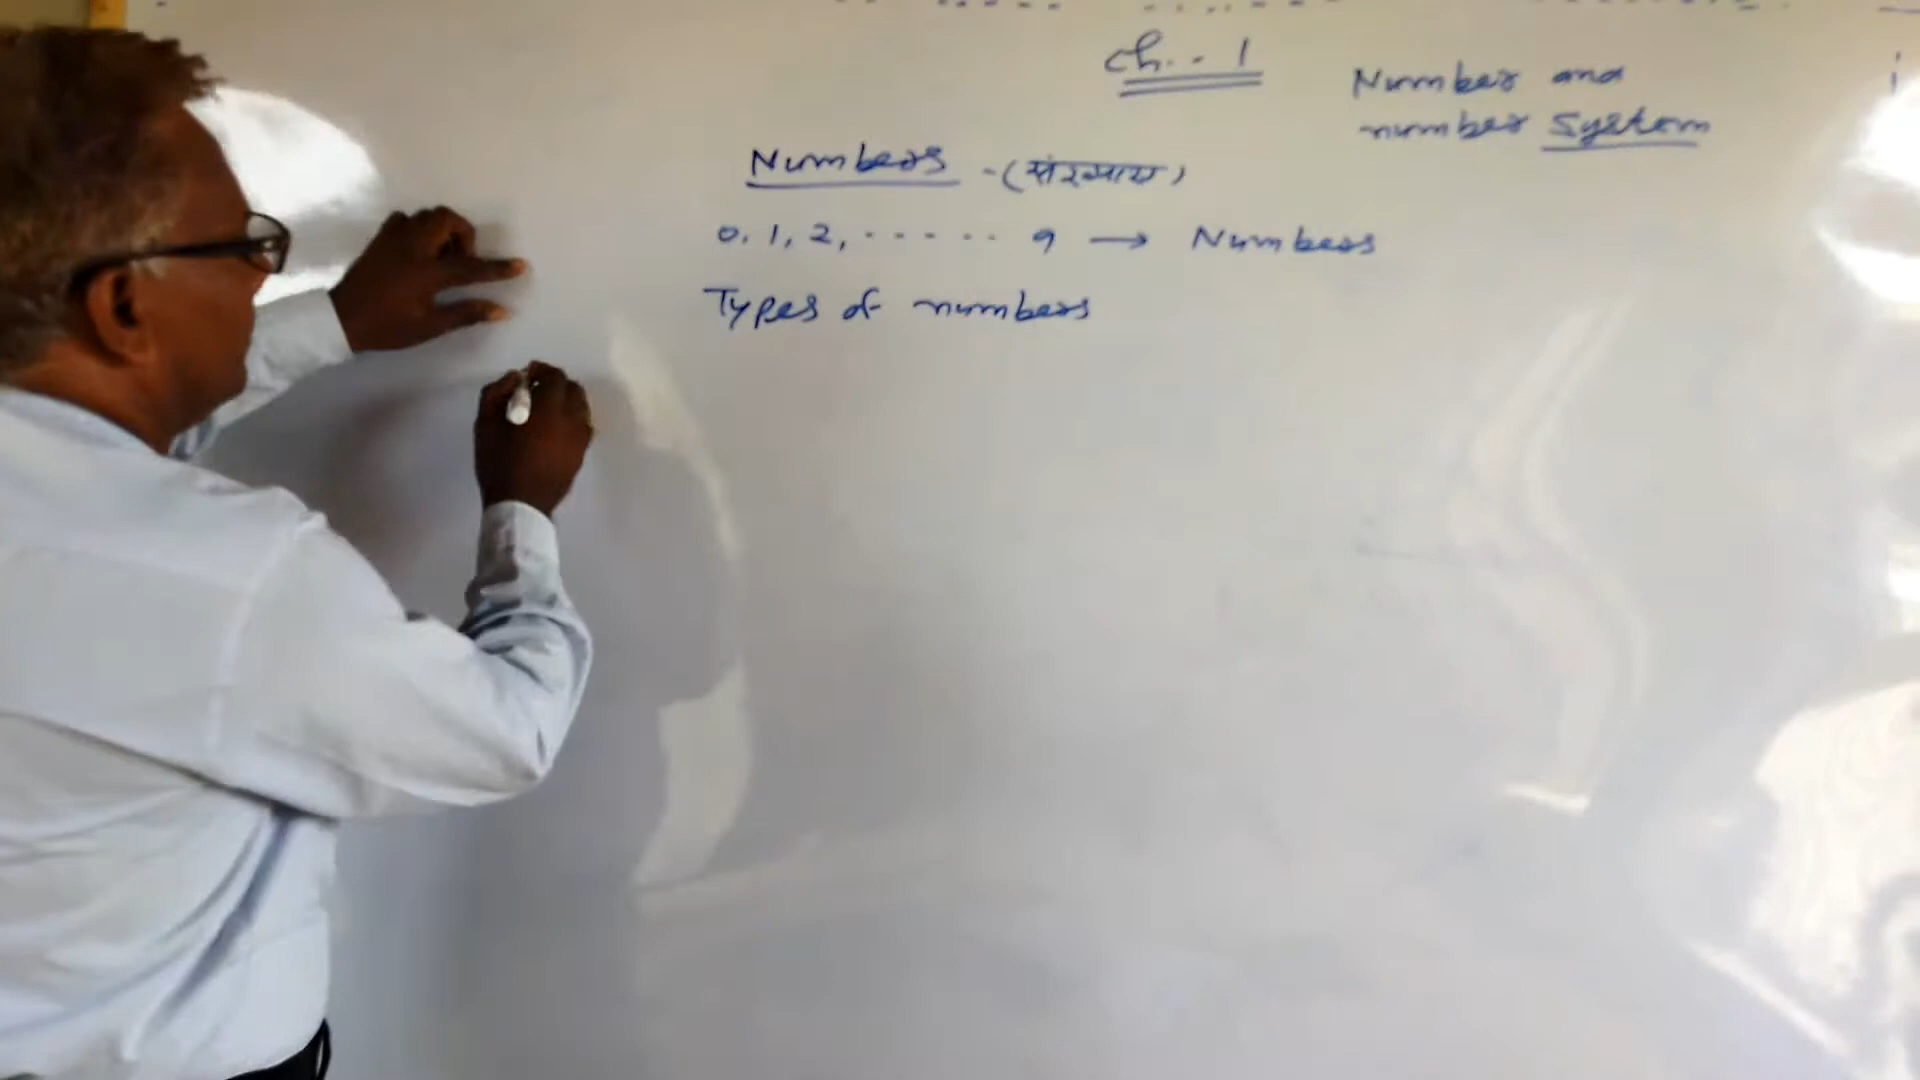 Ch. - 1
Number and
number System
Numbers - (संख्याए)
0, 1, 2, ...... 9 → Numbers
Types of numbers